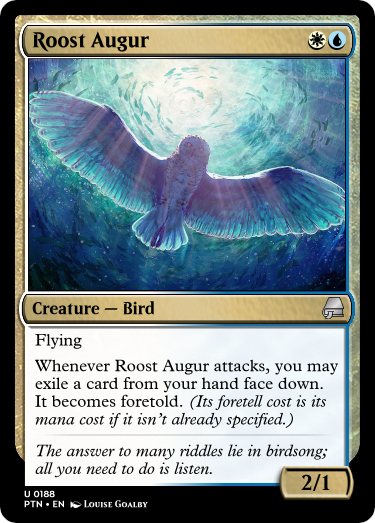 Roost Augur
Creature — Bird
Flying
Whenever Roost Augur attacks, you may
exile a card from your hand face down.
It becomes foretold. (Its foretell cost is its
mana cost if it isn't already specified.)
The answer to many riddles lie in birdsong;
all you need to do is listen.
2/1
U 0188
PTN • EN Louise Goalby